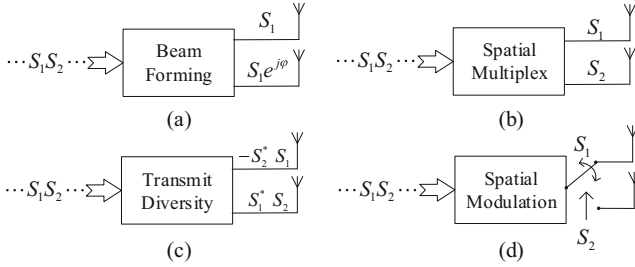 ··· S₁S₂ ··· Beam Forming S₁ S₁e^{jφ}
(a)
··· S₁S₂ ··· Spatial Multiplex S₁ S₂
(b)
··· S₁S₂ ··· Transmit Diversity −S₂* S₁ S₁* S₂
(c)
··· S₁S₂ ··· Spatial Modulation S₁ S₂
(d)